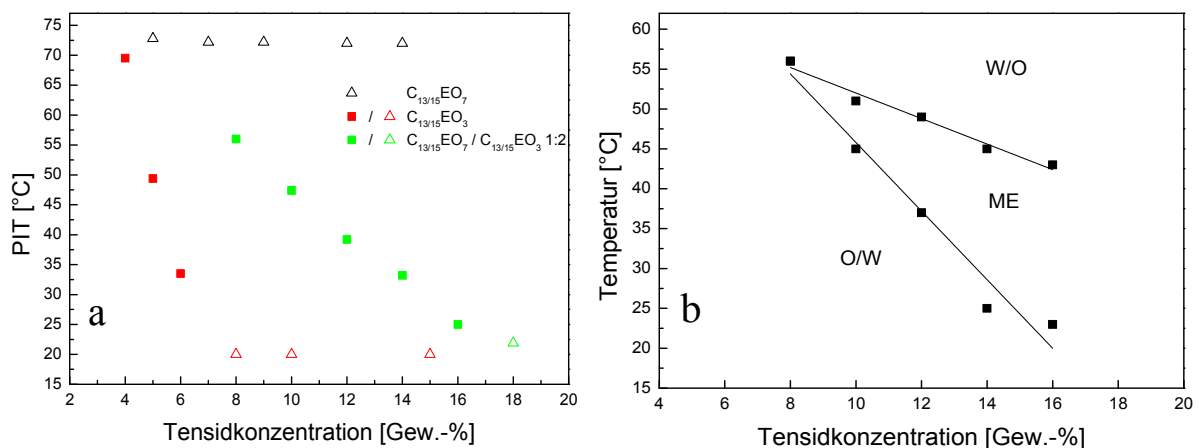 75
70
65
60
55
50
45
40
35
30
25
20
15
PIT [°C]
△ C13/15EO7
■ / △ C13/15EO3
■ / △ C13/15EO7 / C13/15EO3 1:2
a
2 4 6 8 10 12 14 16 18 20
Tensidkonzentration [Gew.-%]
60
55
50
45
40
35
30
25
20
15
Temperatur [°C]
W/O
ME
O/W
b
4 6 8 10 12 14 16 18 20
Tensidkonzentration [Gew.-%]